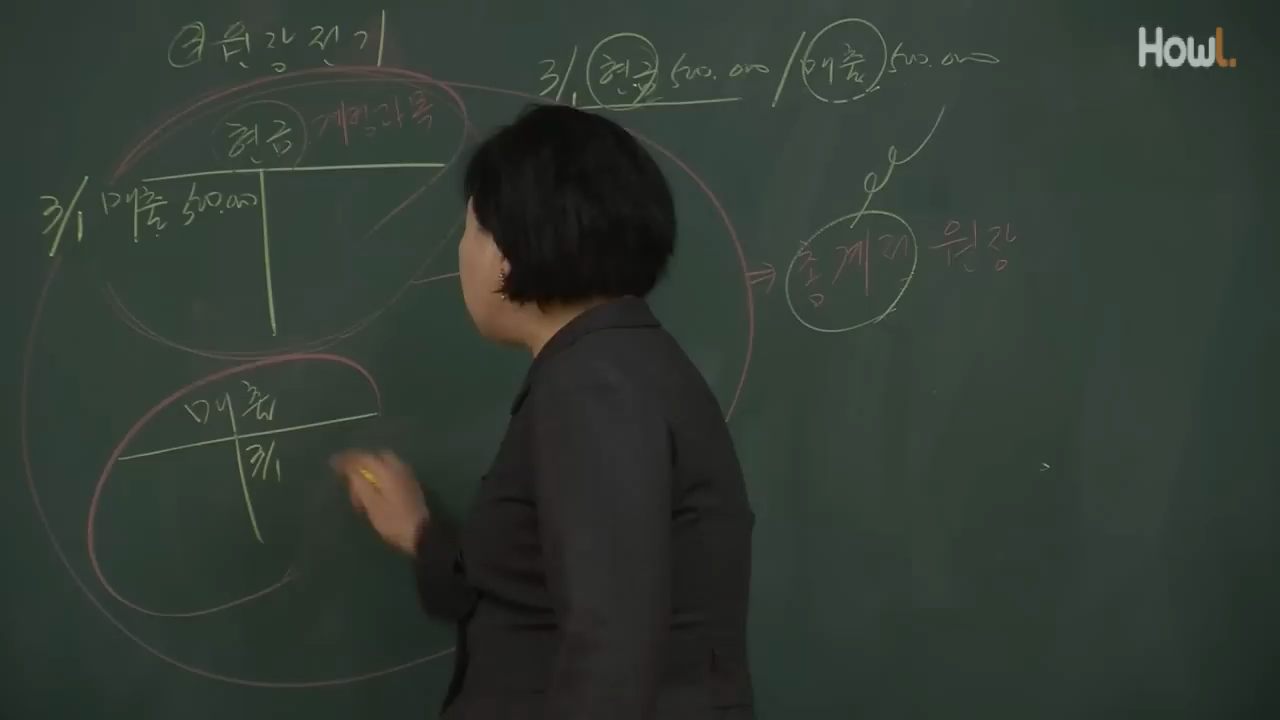 ② 원장전기
3/1 현금 500,000 / 매출 500,000
Howl.
현금 계정과목
3/1 매출 500,000
총계정 원장
매출
3/1